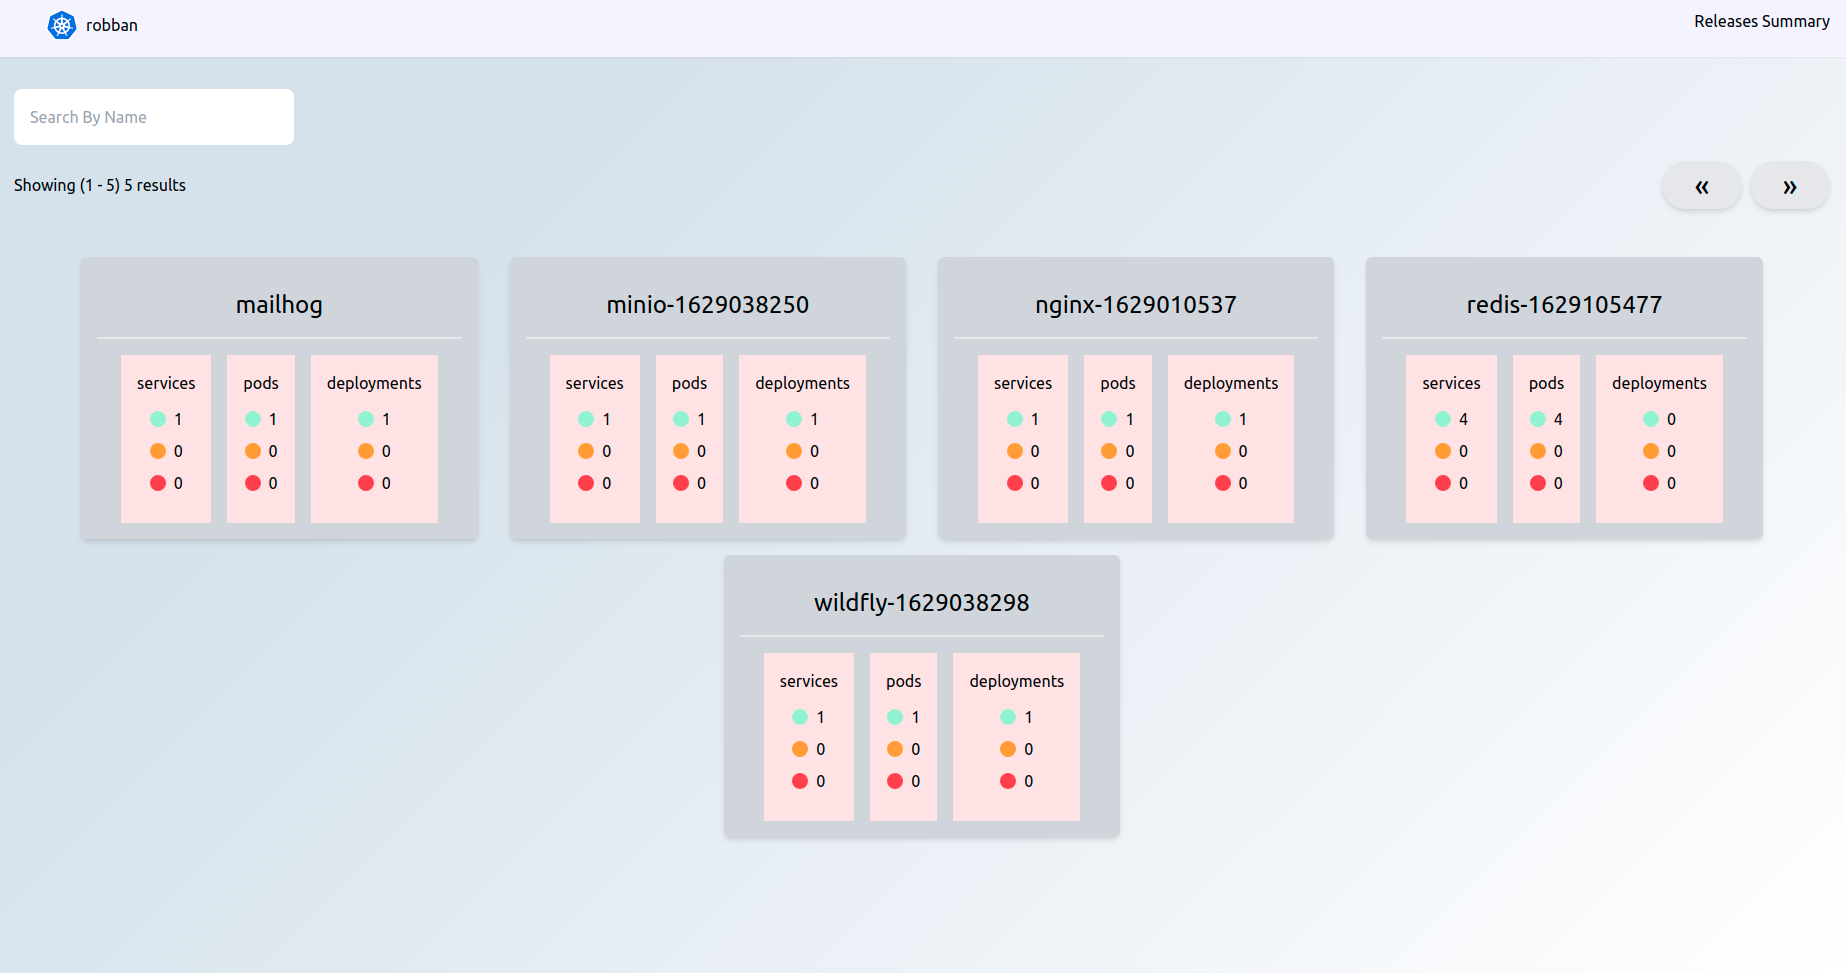 robban
Releases Summary
Search By Name
Showing (1 - 5) 5 results
« »
mailhog
services pods deployments
1 1 1
0 0 0
0 0 0
minio-1629038250
services pods deployments
1 1 1
0 0 0
0 0 0
nginx-1629010537
services pods deployments
1 1 1
0 0 0
0 0 0
redis-1629105477
services pods deployments
4 4 0
0 0 0
0 0 0
wildfly-1629038298
services pods deployments
1 1 1
0 0 0
0 0 0